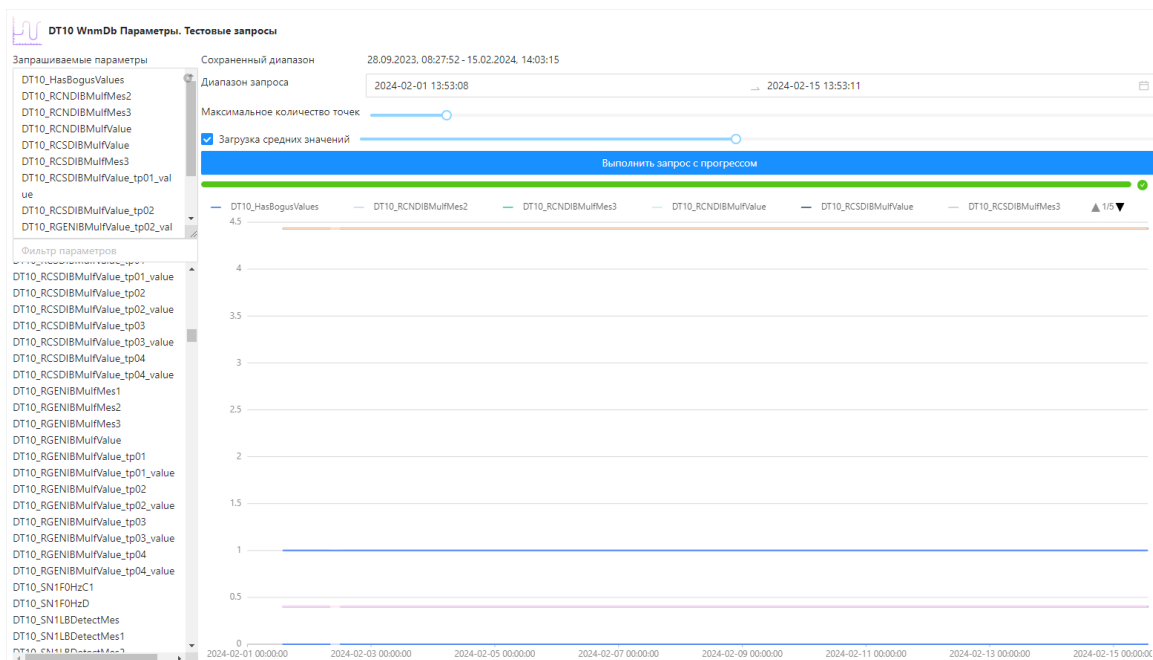 DT10 WnmDb Параметры. Тестовые запросы
Запрашиваемые параметры
DT10_HasBogusValues
DT10_RCNDIBMulfMes2
DT10_RCNDIBMulfMes3
DT10_RCNDIBMulfValue
DT10_RCSDIBMulfValue
DT10_RCSDIBMulfMes3
DT10_RCSDIBMulfValue_tp01_val
ue
DT10_RCSDIBMulfValue_tp02
DT10_RGENIBMulfValue_tp02_val
Фильтр параметров
DT10_RCSDIBMulfValue_tp01
DT10_RCSDIBMulfValue_tp01_value
DT10_RCSDIBMulfValue_tp02
DT10_RCSDIBMulfValue_tp02_value
DT10_RCSDIBMulfValue_tp03
DT10_RCSDIBMulfValue_tp03_value
DT10_RCSDIBMulfValue_tp04
DT10_RCSDIBMulfValue_tp04_value
DT10_RGENIBMulfMes1
DT10_RGENIBMulfMes2
DT10_RGENIBMulfMes3
DT10_RGENIBMulfValue
DT10_RGENIBMulfValue_tp01
DT10_RGENIBMulfValue_tp01_value
DT10_RGENIBMulfValue_tp02
DT10_RGENIBMulfValue_tp02_value
DT10_RGENIBMulfValue_tp03
DT10_RGENIBMulfValue_tp03_value
DT10_RGENIBMulfValue_tp04
DT10_RGENIBMulfValue_tp04_value
DT10_SN1F0HzC1
DT10_SN1F0HzD
DT10_SN1LBDetectMes
DT10_SN1LBDetectMes1
DT10_SN1LBDetectMes2
Сохраненный диапазон 28.09.2023, 08:27:52 - 15.02.2024, 14:03:15
Диапазон запроса 2024-02-01 13:53:08 → 2024-02-15 13:53:11
Максимальное количество точек
Загрузка средних значений
Выполнить запрос с прогрессом
DT10_HasBogusValues DT10_RCNDIBMulfMes2 DT10_RCNDIBMulfMes3 DT10_RCNDIBMulfValue DT10_RCSDIBMulfValue DT10_RCSDIBMulfMes3 1/5
4.5
4
3.5
3
2.5
2
1.5
1
0.5
0
2024-02-01 00:00:00 2024-02-03 00:00:00 2024-02-05 00:00:00 2024-02-07 00:00:00 2024-02-09 00:00:00 2024-02-11 00:00:00 2024-02-13 00:00:00 2024-02-15 00:00:00